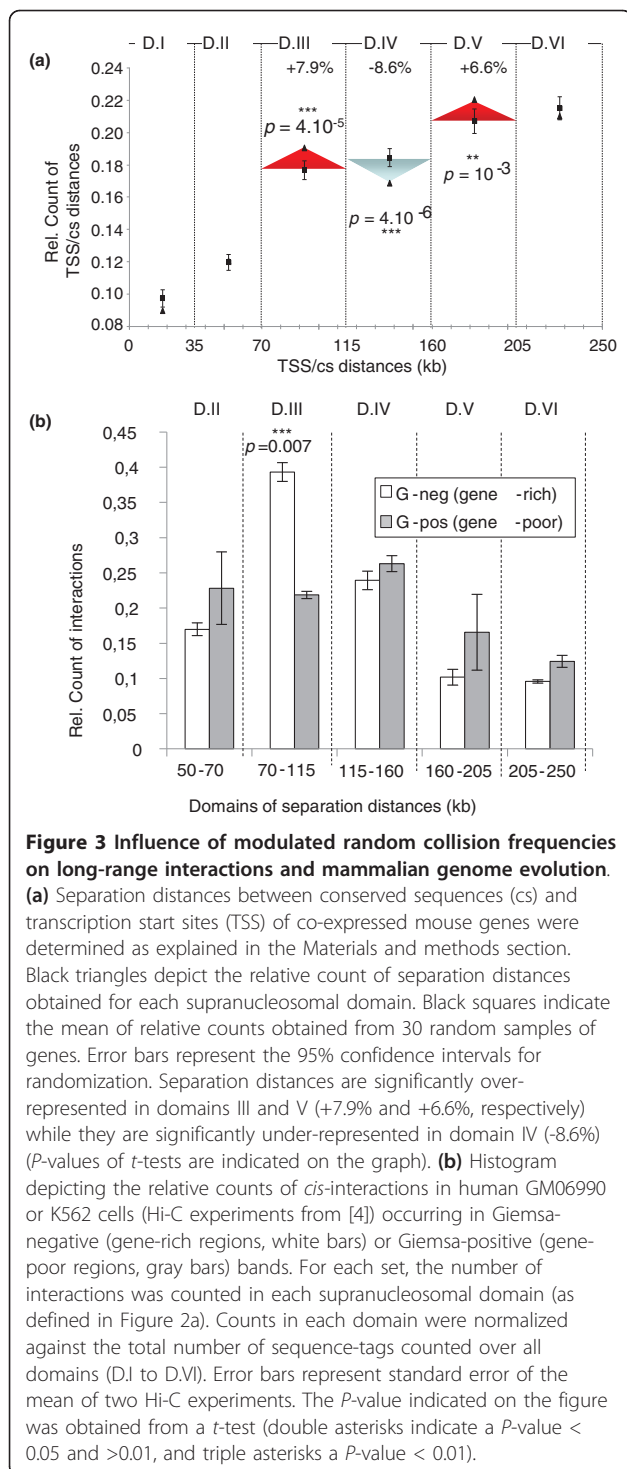 D.I D.II D.III D.IV D.V D.VI
(a)
+7.9% -8.6% +6.6%
0.24
0.22
0.20
0.18
0.16
0.14
0.12
0.10
0.08
Rel. Count of
TSS/cs distances
***
p = 4.10-5
p = 4.10-6
***
**
p = 10-3
0 35 70 115 160 205 250
TSS/cs distances (kb)
(b)
D.II D.III D.IV D.V D.VI
***
p=0.007
G-neg (gene -rich)
G-pos (gene -poor)
0,45
0,4
0,35
0,3
0,25
0,2
0,15
0,1
0,05
0
Rel. Count of interactions
50-70 70-115 115-160 160-205 205-250
Domains of separation distances (kb)
Figure 3 Influence of modulated random collision frequencies
on long-range interactions and mammalian genome evolution.
(a) Separation distances between conserved sequences (cs) and
transcription start sites (TSS) of co-expressed mouse genes were
determined as explained in the Materials and methods section.
Black triangles depict the relative count of separation distances
obtained for each supranucleosomal domain. Black squares indicate
the mean of relative counts obtained from 30 random samples of
genes. Error bars represent the 95% confidence intervals for
randomization. Separation distances are significantly over-
represented in domains III and V (+7.9% and +6.6%, respectively)
while they are significantly under-represented in domain IV (-8.6%)
(P-values of t-tests are indicated on the graph). (b) Histogram
depicting the relative counts of cis-interactions in human GM06990
or K562 cells (Hi-C experiments from [4]) occurring in Giemsa-
negative (gene-rich regions, white bars) or Giemsa-positive (gene-
poor regions, gray bars) bands. For each set, the number of
interactions was counted in each supranucleosomal domain (as
defined in Figure 2a). Counts in each domain were normalized
against the total number of sequence-tags counted over all
domains (D.I to D.VI). Error bars represent standard error of the
mean of two Hi-C experiments. The P-value indicated on the figure
was obtained from a t-test (double asterisks indicate a P-value <
0.05 and >0.01, and triple asterisks a P-value < 0.01).